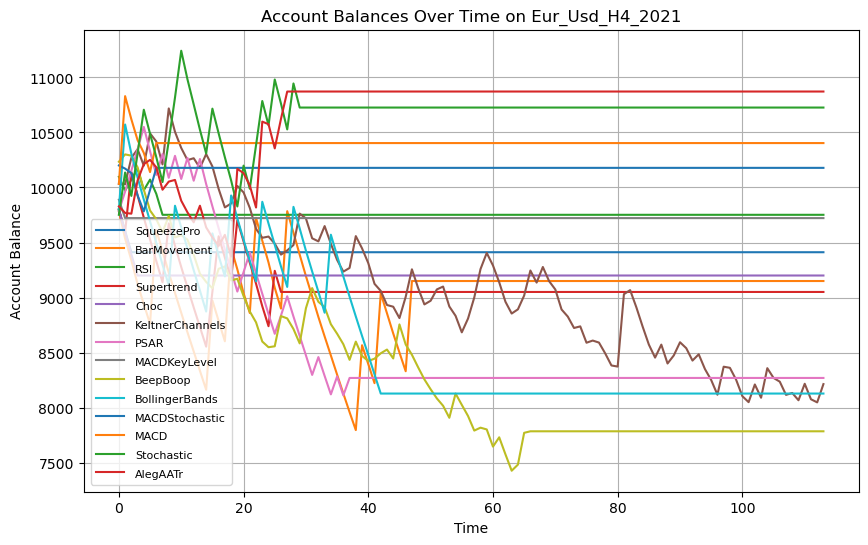 Account Balances Over Time on Eur_Usd_H4_2021
Account Balance
11000
10500
10000
9500
9000
8500
8000
7500
SqueezePro
BarMovement
RSI
Supertrend
Choc
KeltnerChannels
PSAR
MACDKeyLevel
BeepBoop
BollingerBands
MACDStochastic
MACD
Stochastic
AlegAATr
0 20 40 60 80 100
Time